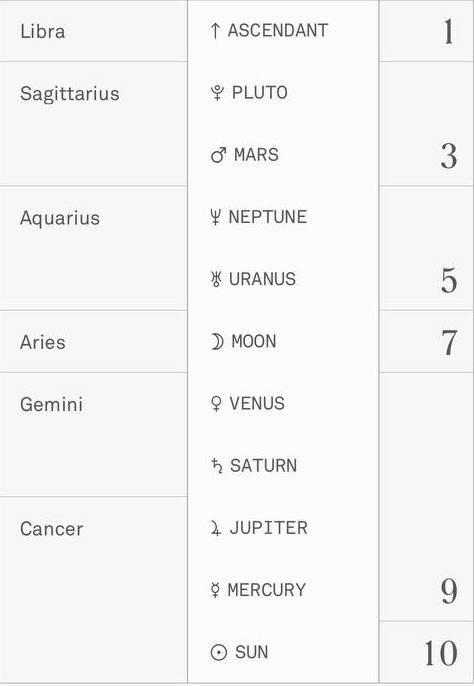 Libra ↑ ASCENDANT 1
Sagittarius ♇ PLUTO
♂ MARS 3
Aquarius ♆ NEPTUNE
♅ URANUS 5
Aries ☽ MOON 7
Gemini ♀ VENUS
♄ SATURN
Cancer ♃ JUPITER
☿ MERCURY 9
☉ SUN 10